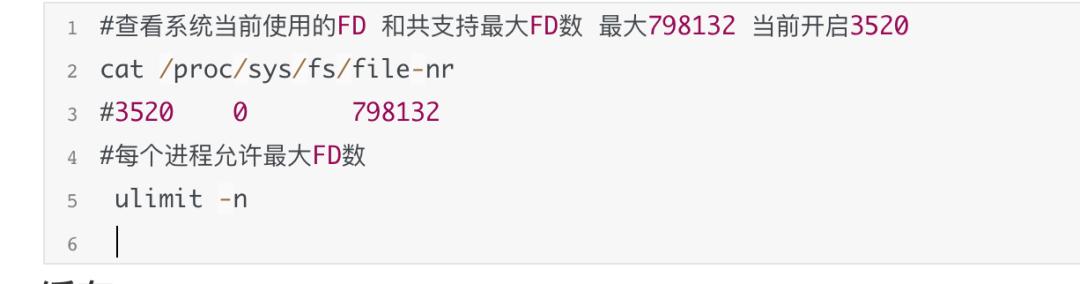 1 #查看系统当前使用的FD 和共支持最大FD数 最大798132 当前开启3520
2 cat /proc/sys/fs/file-nr
3 #3520    0       798132
4 #每个进程允许最大FD数
5  ulimit -n
6